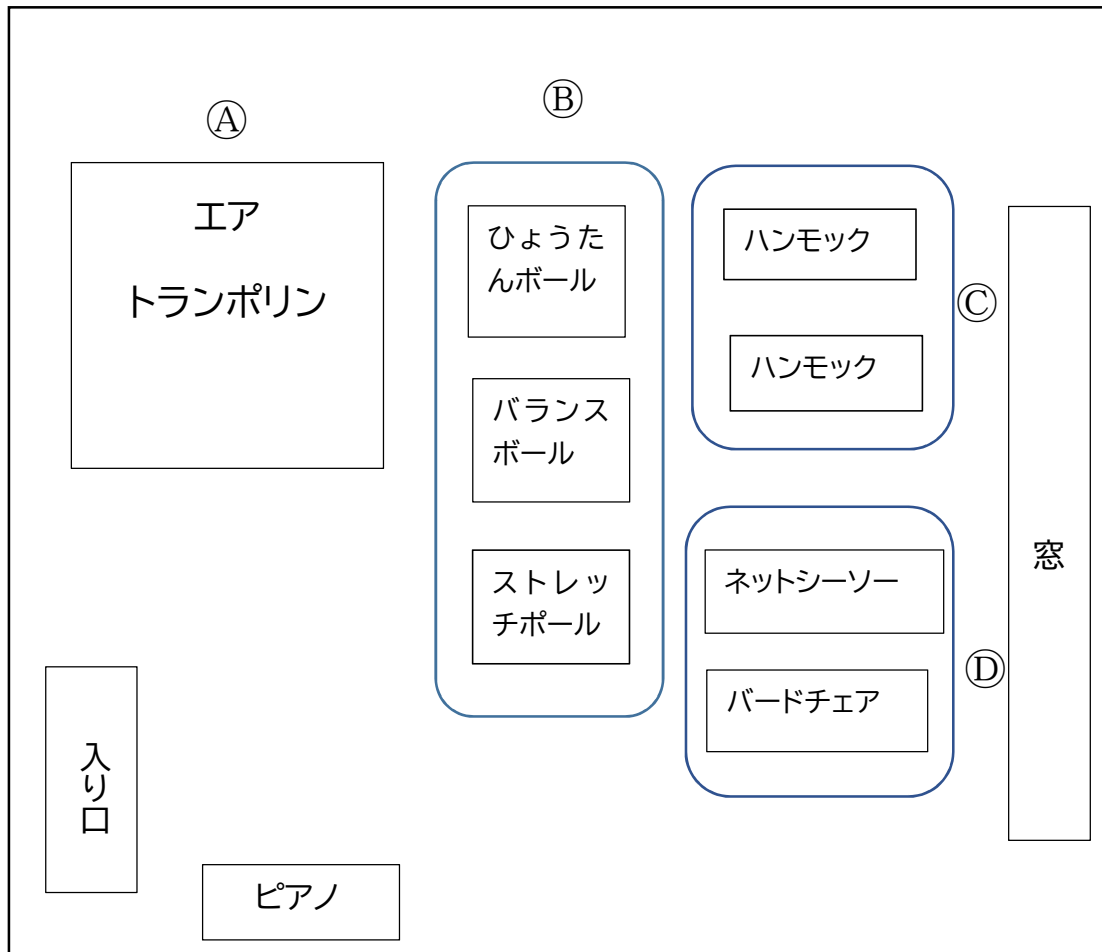 Ⓐ
エア
トランポリン
Ⓑ
ひょうた
んボール
バランス
ボール
ストレッ
チポール
ハンモック
ハンモック
Ⓒ
ネットシーソー
バードチェア
Ⓓ
窓
入り口
ピアノ